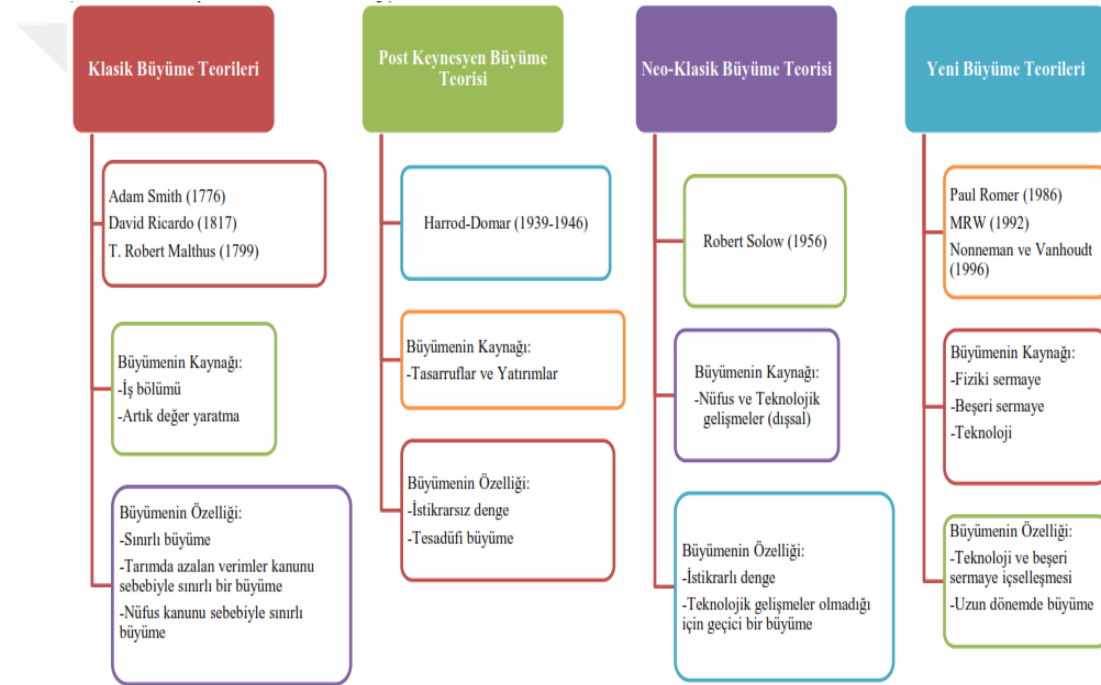 Klasik Büyüme Teorileri
Adam Smith (1776)
David Ricardo (1817)
T. Robert Malthus (1799)
Büyümenin Kaynağı:
-İş bölümü
-Artık değer yaratma
Büyümenin Özelliği:
-Sınırlı büyüme
-Tarımda azalan verimler kanunu
sebebiyle sınırlı bir büyüme
-Nüfus kanunu sebebiyle sınırlı
büyüme
Post Keynesyen Büyüme
Teorisi
Harrod-Domar (1939-1946)
Büyümenin Kaynağı:
-Tasarruflar ve Yatırımlar
Büyümenin Özelliği:
-İstikrarsız denge
-Tesadüfi büyüme
Neo-Klasik Büyüme Teorisi
Robert Solow (1956)
Büyümenin Kaynağı:
-Nüfus ve Teknolojik
gelişmeler (dışsal)
Büyümenin Özelliği:
-İstikrarlı denge
-Teknolojik gelişmeler olmadığı
için geçici bir büyüme
Yeni Büyüme Teorileri
Paul Romer (1986)
MRW (1992)
Nonneman ve Vanhoudt
(1996)
Büyümenin Kaynağı:
-Fiziki sermaye
-Beşeri sermaye
-Teknoloji
Büyümenin Özelliği:
-Teknoloji ve beşeri
sermaye içselleşmesi
-Uzun dönemde büyüme